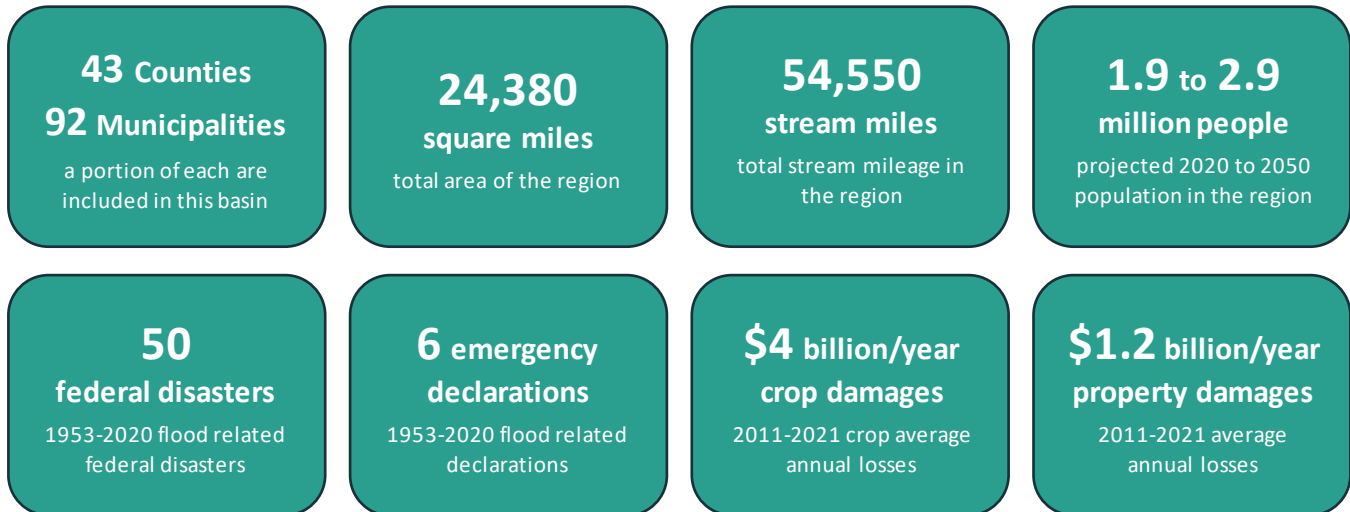 43 Counties
92 Municipalities
a portion of each are
included in this basin
24,380
square miles
total area of the region
54,550
stream miles
total stream mileage in
the region
1.9 to 2.9
million people
projected 2020 to 2050
population in the region
50
federal disasters
1953-2020 flood related
federal disasters
6 emergency
declarations
1953-2020 flood related
declarations
$4 billion/year
crop damages
2011-2021 crop average
annual losses
$1.2 billion/year
property damages
2011-2021 average
annual losses